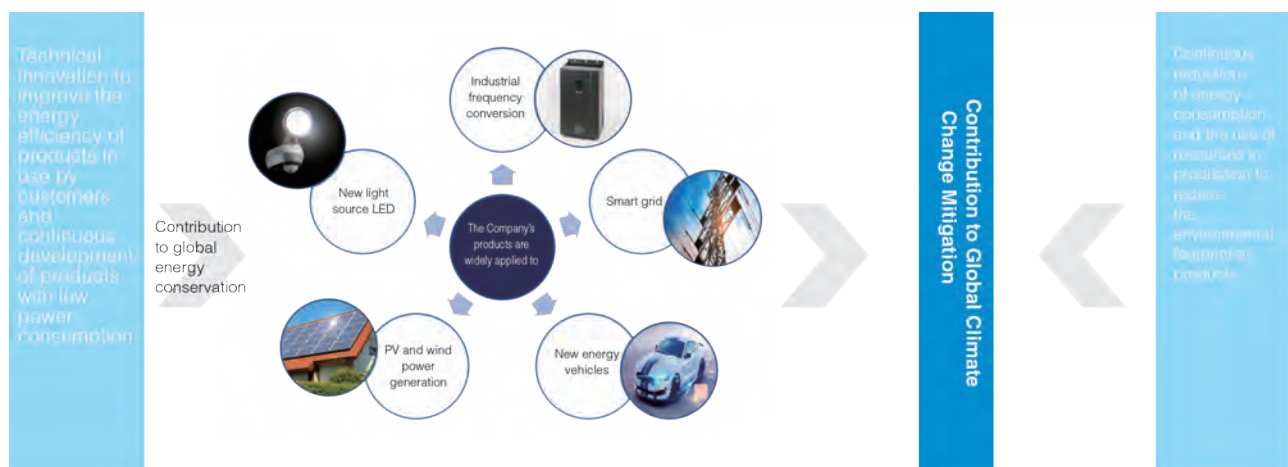 Technical
innovation to
improve the
energy
efficiency of
products in
use by
customers
and
continuous
development
of products
with low
power
consumption
Contribution
to global
energy
conservation
Industrial
frequency
conversion
New light
source LED
Smart grid
The Company's
products are
widely applied to
PV and wind
power
generation
New energy
vehicles
Contribution to Global Climate
Change Mitigation
Continuous
reduction
of energy
consumption
and the use of
resources in
production to
reduce
the
environmental
footprint of
products